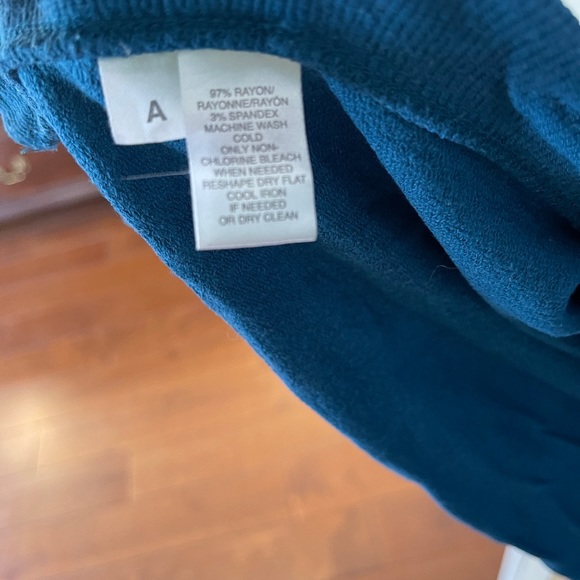 A
97% RAYON/
RAYONNE/RAYÓN
3% SPANDEX
MACHINE WASH
COLD
ONLY NON-
CHLORINE BLEACH
WHEN NEEDED
RESHAPE DRY FLAT
COOL IRON
IF NEEDED
OR DRY CLEAN